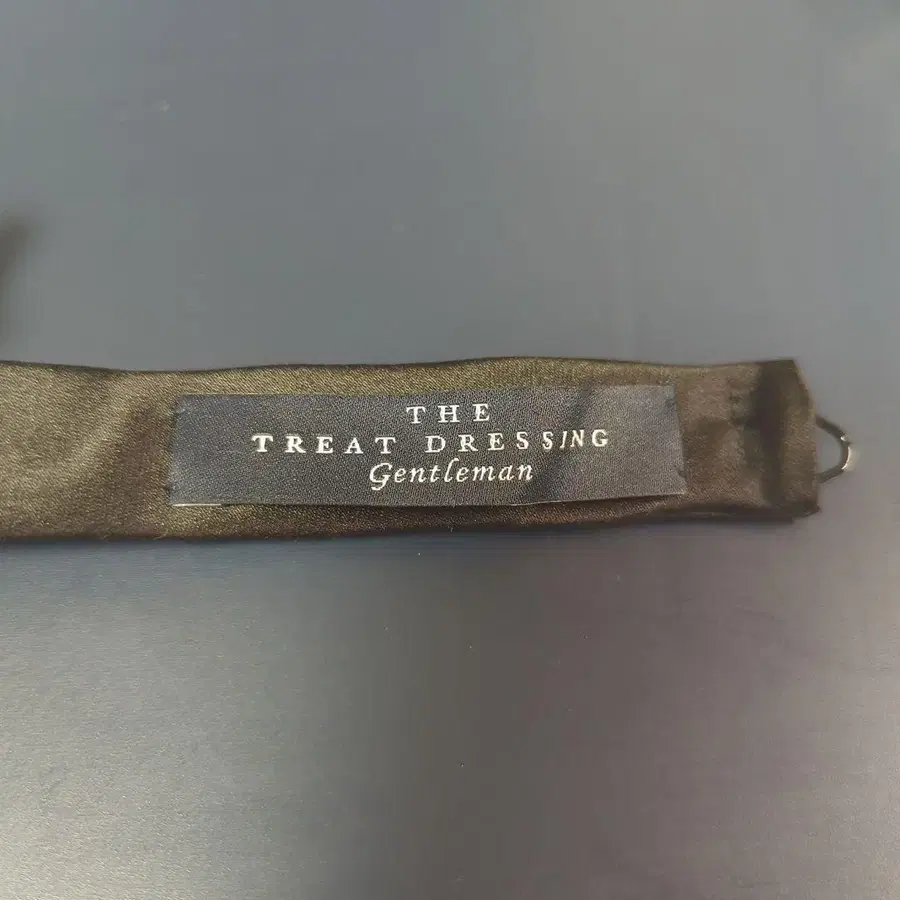 THE
TREAT DRESSING
Gentleman